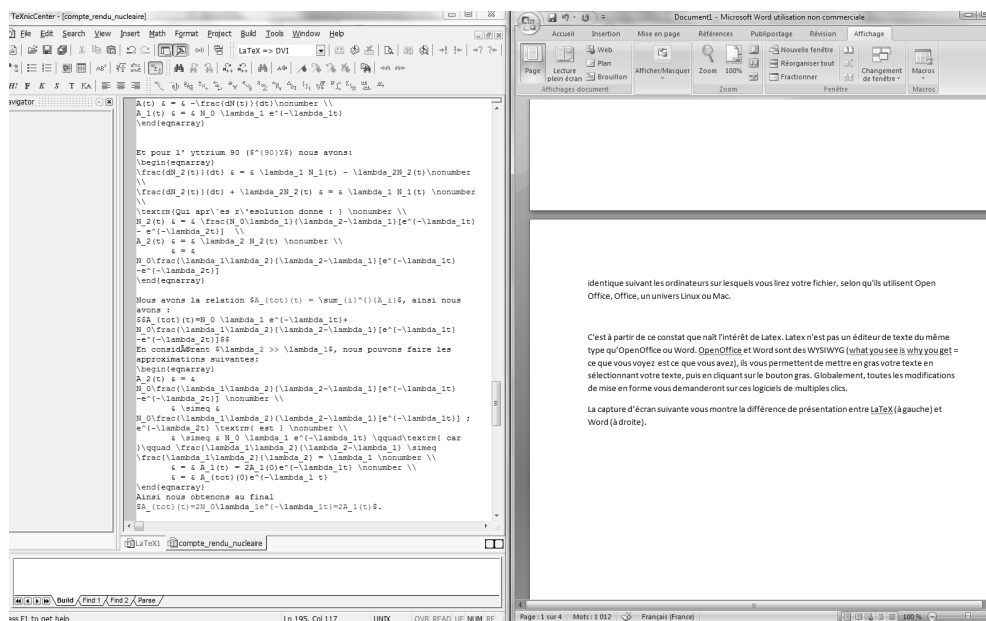 TeXnicCenter - [compte_rendu_nucleaire]
File Edit Search View Insert Math Format Project Build Tools Window Help
LaTeX => DVI
avigator
A(t) & = & -\frac{dN(t)}{dt}\nonumber \\
A_1(t) & = & N_0 \lambda_1 e^{-\lambda_1t}
\end{eqnarray}
Et pour l' yttrium 90 ($^{90}Y$) nous avons:
\begin{eqnarray}
\frac{dN_2(t)}{dt} & = & \lambda_1 N_1(t) - \lambda_2N_2(t)\nonumber
\\
\frac{dN_2(t)}{dt} + \lambda_2N_2(t) & = & \lambda_1 N_1(t) \nonumber
\\
\textrm{Qui apr\`es r\'esolution donne : } \nonumber \\
N_2(t) & = & \frac{N_0\lambda_1}{\lambda_2-\lambda_1}[e^{-\lambda_1t}
- e^{-\lambda_2t}]  \\
A_2(t) & = & \lambda_2 N_2(t) \nonumber \\
& = &
N_0\frac{\lambda_1\lambda_2}{\lambda_2-\lambda_1}[e^{-\lambda_1t}
-e^{-\lambda_2t}]
\end{eqnarray}
Nous avons la relation $A_{tot}(t) = \sum_{i}^{}{A_i}$, ainsi nous
avons :
$$A_{tot}(t)=N_0 \lambda_1 e^{-\lambda_1t}+
N_0\frac{\lambda_1\lambda_2}{\lambda_2-\lambda_1}[e^{-\lambda_1t}
-e^{-\lambda_2t}]$$
$\lambda_2 >> \lambda_1$, nous pouvons faire les
approximations suivantes:
\begin{eqnarray}
A_2(t) & = &
N_0\frac{\lambda_1\lambda_2}{\lambda_2-\lambda_1}[e^{-\lambda_1t}
-e^{-\lambda_2t}] \nonumber \\
& \simeq &
N_0\frac{\lambda_1\lambda_2}{\lambda_2-\lambda_1}[e^{-\lambda_1t}] ;
e^{-\lambda_2t} \textrm{ est } \nonumber \\
& \simeq & N_0 \lambda_1 e^{-\lambda_1t} \qquad\textrm{ car
}\qquad \frac{\lambda_1\lambda_2}{\lambda_2-\lambda_1} \simeq
\frac{\lambda_1\lambda_2}{\lambda_2} = \lambda_1 \nonumber \\
& = & A_1(t) = 2A_1(0)e^{-\lambda_1t} \nonumber \\
& = & A_{tot}(0)e^{-\lambda_1 t}
\end{eqnarray}
Ainsi nous obtenons au final
$A_{tot}(t)=2N_0\lambda_1e^{-\lambda_1t}=2A_1(t)$.
LaTeX1 compte_rendu_nucleaire
Build Find 1 Find 2 Parse
ess F1 to get help Ln 195, Col 117 UNIX OVR READ LF NUM RE
Document1 - Microsoft Word utilisation non commerciale
Accueil Insertion Mise en page Références Publipostage Révision Affichage
Page Lecture plein écran Web Plan Brouillon
Affichages document
Afficher/Masquer
Zoom 100%
Zoom
Nouvelle fenêtre
Réorganiser tout
Fractionner
Changement de fenêtre
Fenêtre
Macros
Macros
identique suivant les ordinateurs sur lesquels vous lirez votre fichier, selon qu'ils utilisent Open
Office, Office, un univers Linux ou Mac.
C'est à partir de ce constat que naît l'intérêt de Latex. Latex n'est pas un éditeur de texte du même
type qu'OpenOffice ou Word. OpenOffice et Word sont des WYSIWYG (what you see is why you get =
ce que vous voyez est ce que vous avez), ils vous permettent de mettre en gras votre texte en
sélectionnant votre texte, puis en cliquant sur le bouton gras. Globalement, toutes les modifications
de mise en forme vous demanderont sur ces logiciels de multiples clics.
La capture d'écran suivante vous montre la différence de présentation entre LaTeX (à gauche) et
Word (à droite).
Page : 1 sur 4 Mots : 1 012 Français (France) 100 %